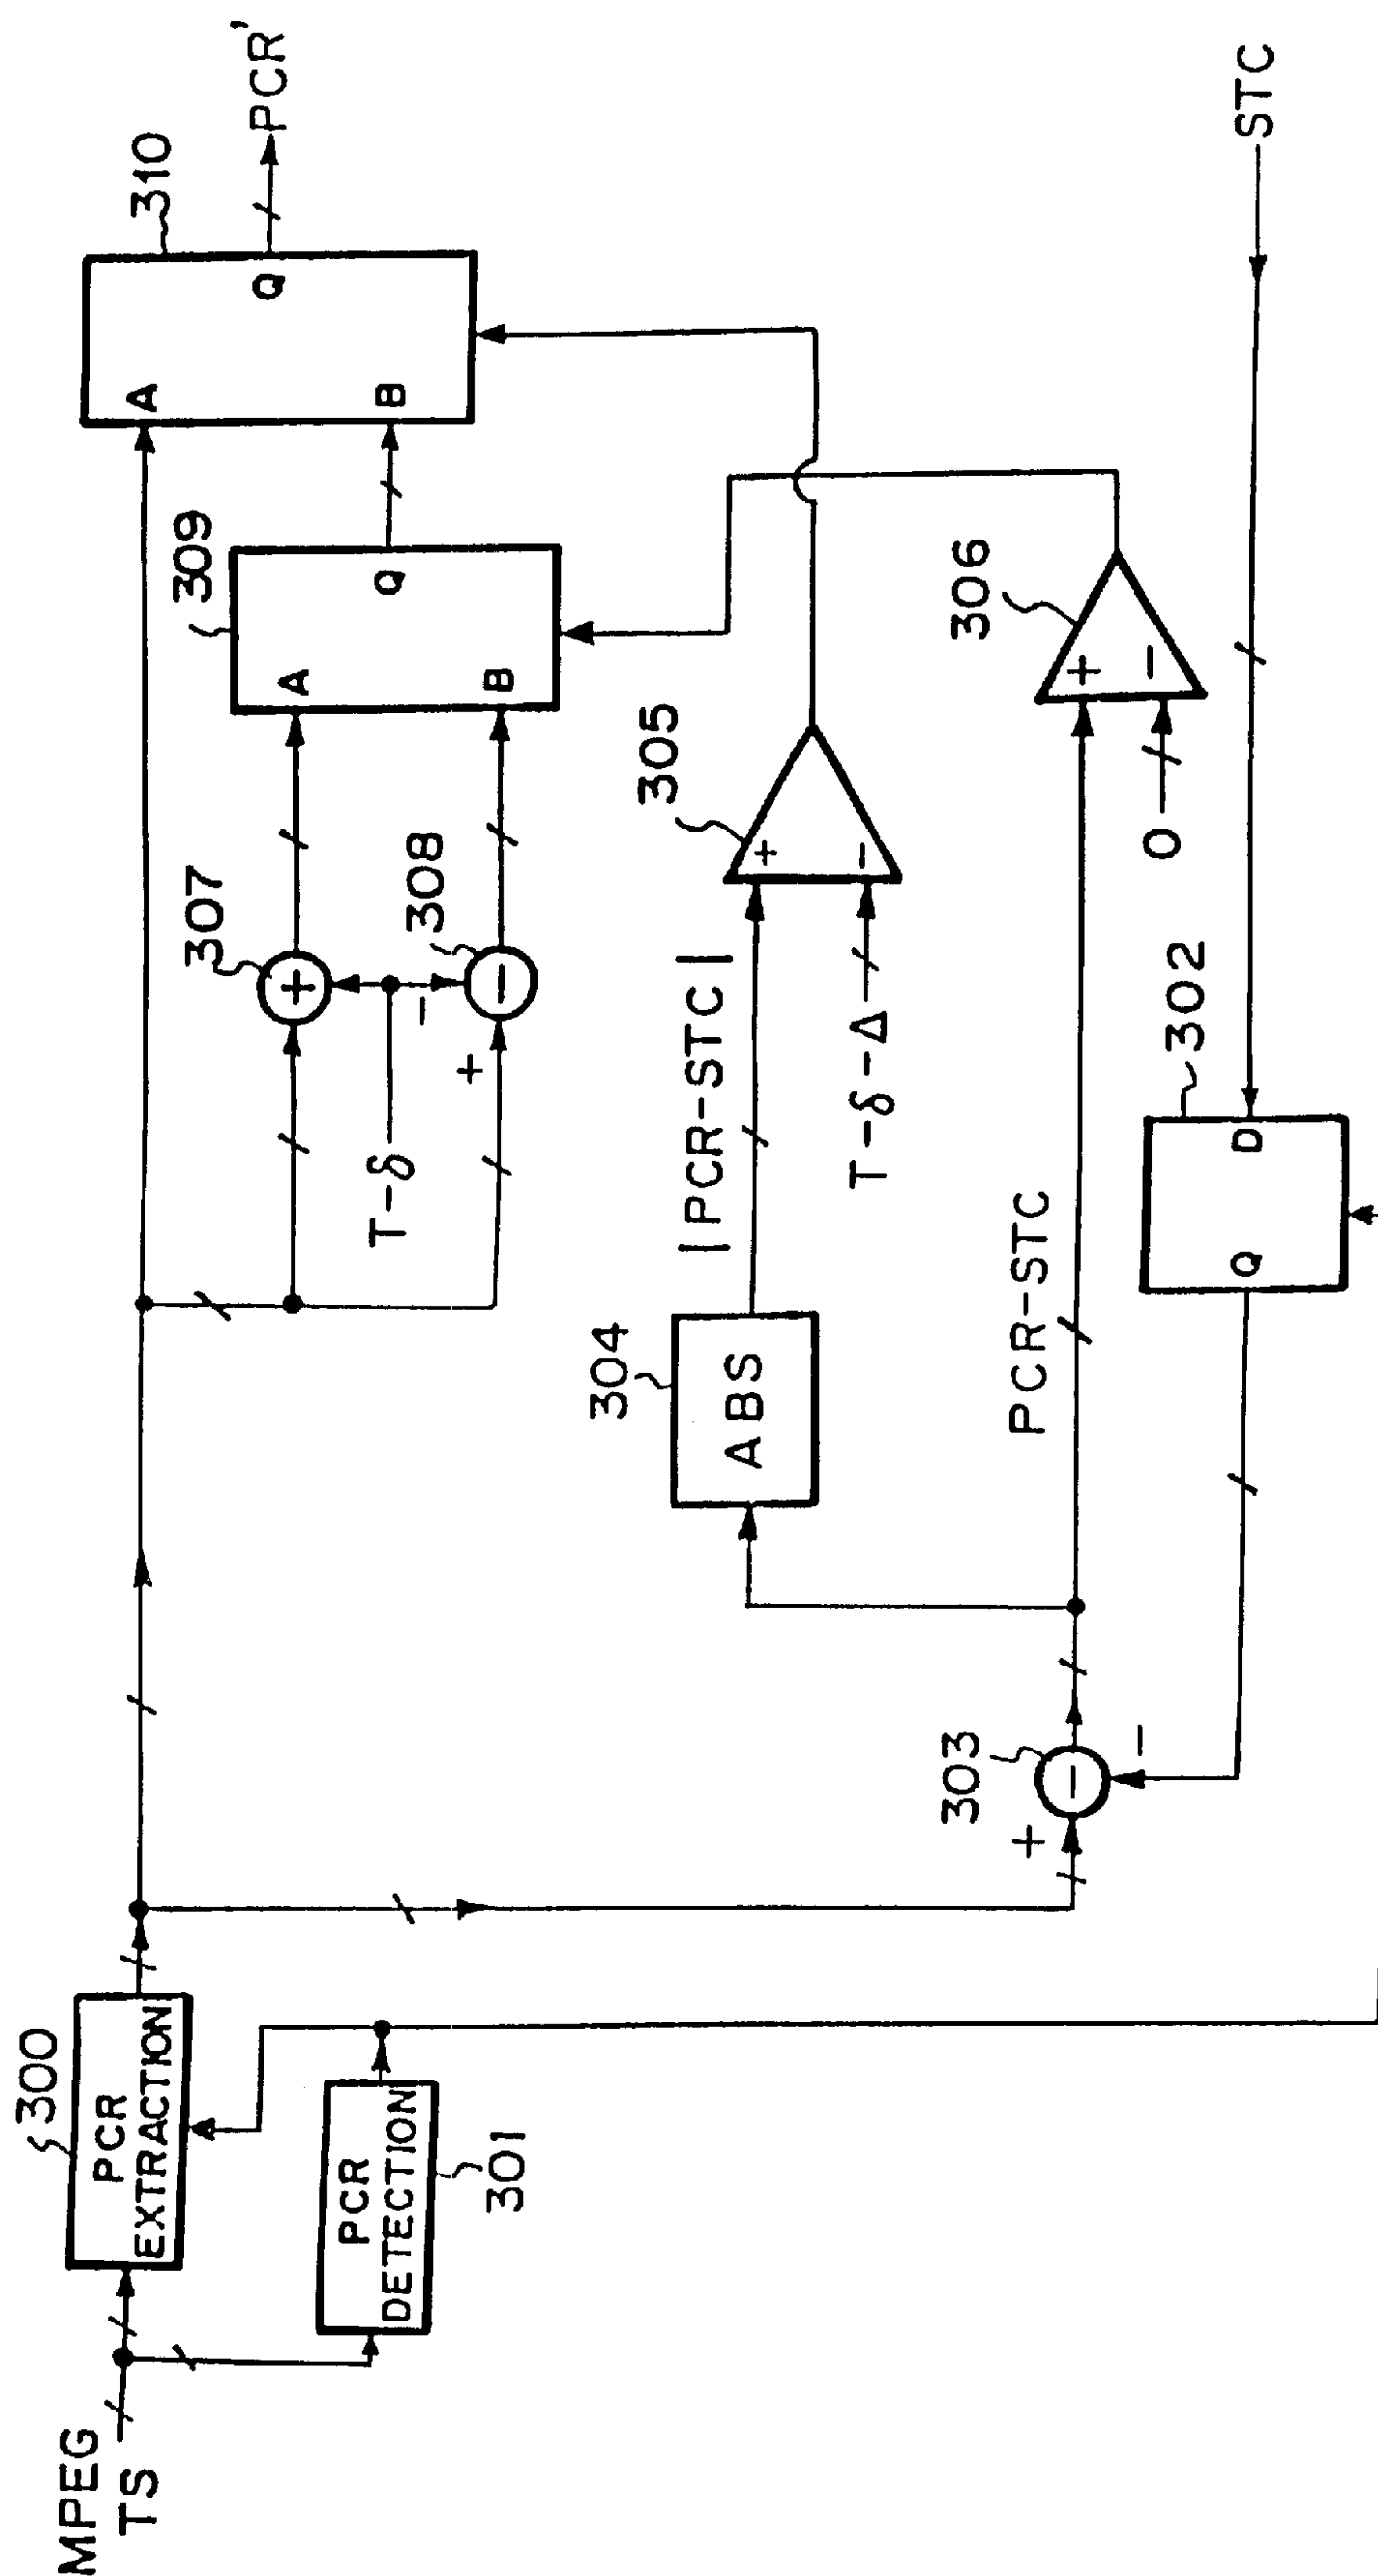 MPEG
TS
300
PCR
EXTRACTION
PCR
DETECTION
301
303
+
−
−
304
ABS
PCR-STC
|PCR-STC|
T-δ-Δ
T-δ
307
+
308
+
−
−
305
+
−
306
+
−
0
302
D
Q
STC
309
A
B
Q
310
A
B
Q
PCR'